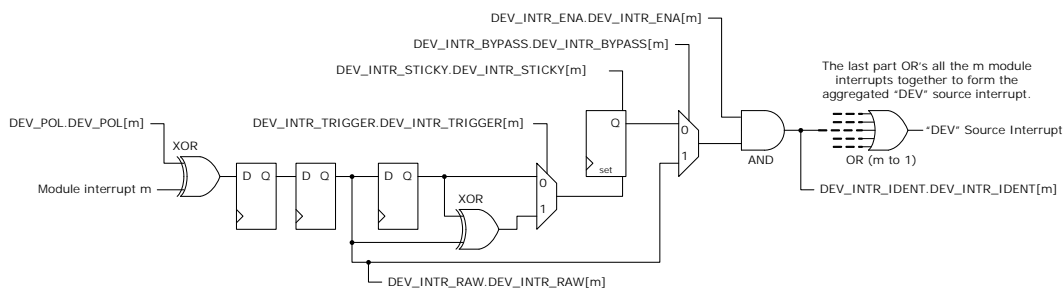 DEV_INTR_ENA.DEV_INTR_ENA[m]
DEV_INTR_BYPASS.DEV_INTR_BYPASS[m]
DEV_INTR_STICKY.DEV_INTR_STICKY[m]
The last part OR's all the m module
interrupts together to form the
aggregated “DEV” source interrupt.
DEV_POL.DEV_POL[m]
DEV_INTR_TRIGGER.DEV_INTR_TRIGGER[m]
Q
0
1
“DEV” Source Interrupt
XOR
AND
OR (m to 1)
set
D Q
D Q
D Q
0
1
Module interrupt m
XOR
DEV_INTR_IDENT.DEV_INTR_IDENT[m]
DEV_INTR_RAW.DEV_INTR_RAW[m]